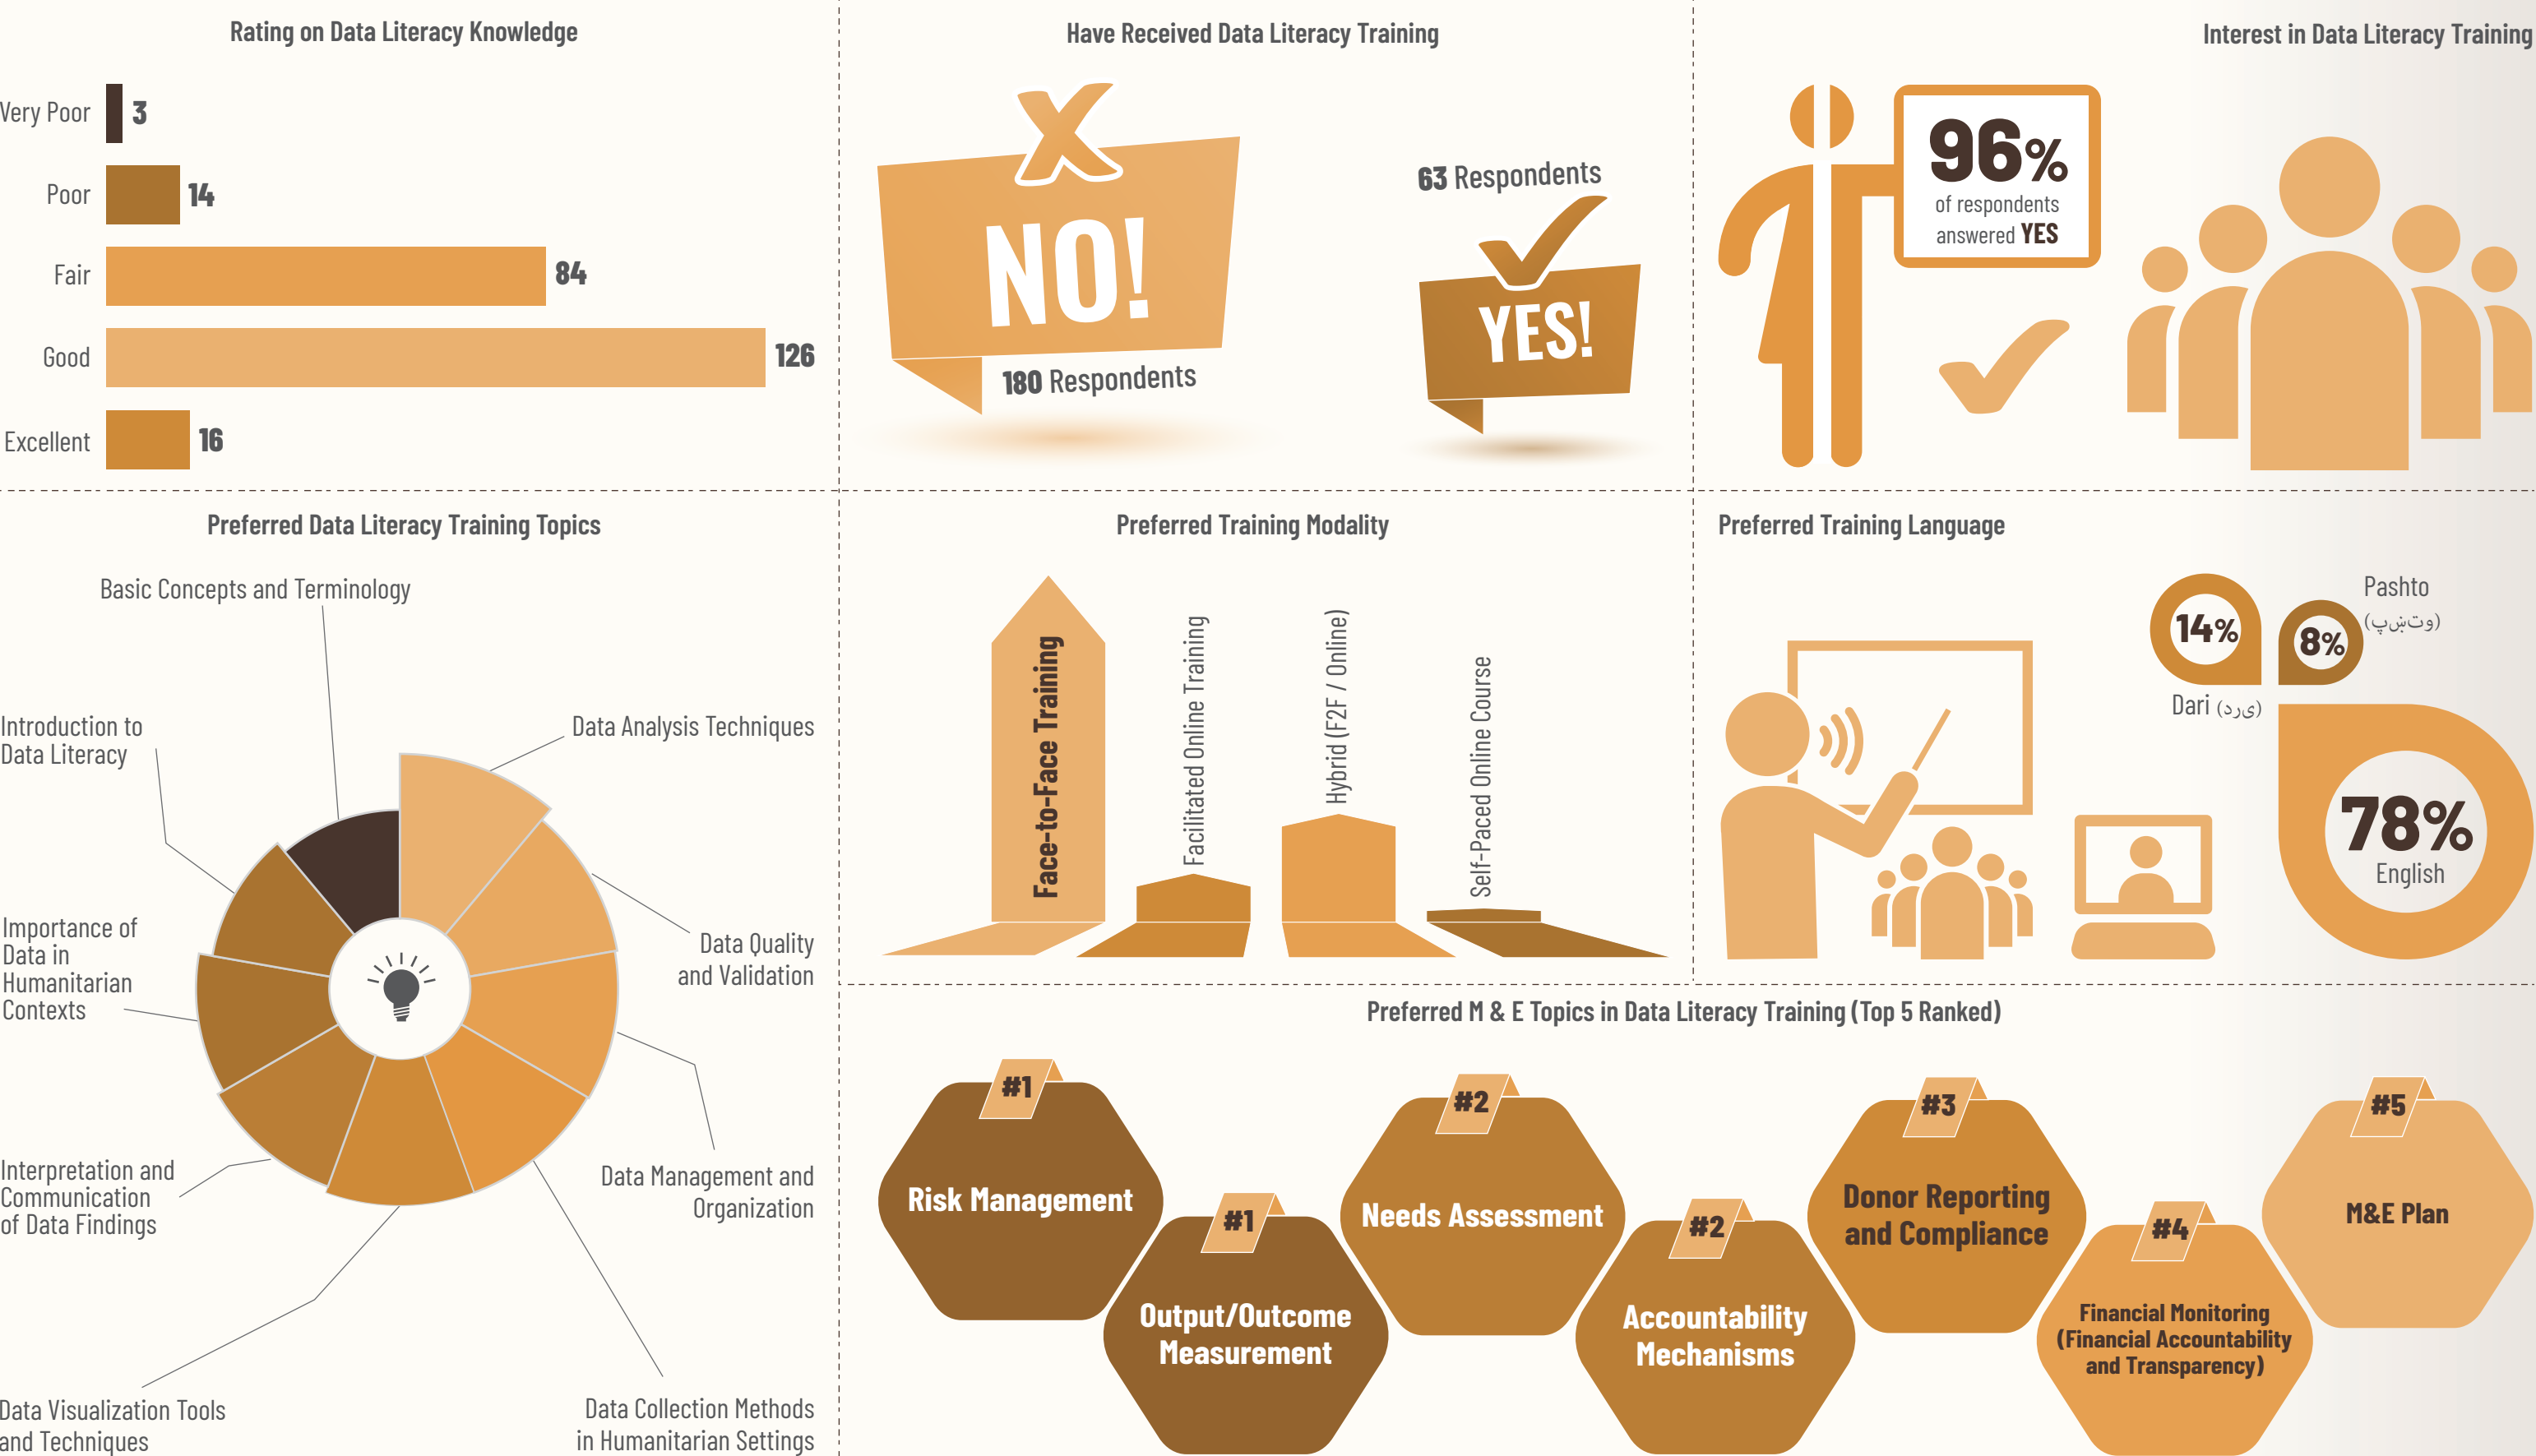 Rating on Data Literacy Knowledge
Very Poor 3
Poor 14
Fair 84
Good 126
Excellent 16
Have Received Data Literacy Training
NO!
180 Respondents
63 Respondents
YES!
Interest in Data Literacy Training
96%
of respondents
answered YES
Preferred Data Literacy Training Topics
Basic Concepts and Terminology
Introduction to
Data Literacy
Data Analysis Techniques
Importance of
Data in
Humanitarian
Contexts
Data Quality
and Validation
Interpretation and
Communication
of Data Findings
Data Management and
Organization
Data Visualization Tools
and Techniques
Data Collection Methods
in Humanitarian Settings
Preferred Training Modality
Face-to-Face Training
Facilitated Online Training
Hybrid (F2F / Online)
Self-Paced Online Course
Preferred Training Language
14%
Dari (یرد)
8%
Pashto
(وتښپ)
78%
English
Preferred M & E Topics in Data Literacy Training (Top 5 Ranked)
#1
Risk Management
#1
Output/Outcome
Measurement
#2
Needs Assessment
#2
Accountability
Mechanisms
#3
Donor Reporting
and Compliance
#4
Financial Monitoring
(Financial Accountability
and Transparency)
#5
M&E Plan